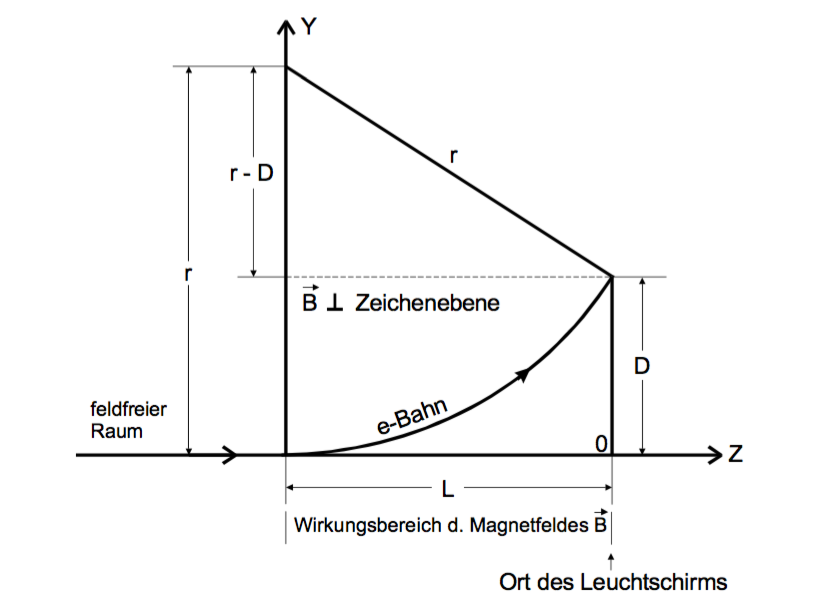 Y
r
r - D
r
B ⊥ Zeichenebene
D
feldfreier
Raum
e-Bahn
0
Z
L
Wirkungsbereich d. Magnetfeldes B
Ort des Leuchtschirms